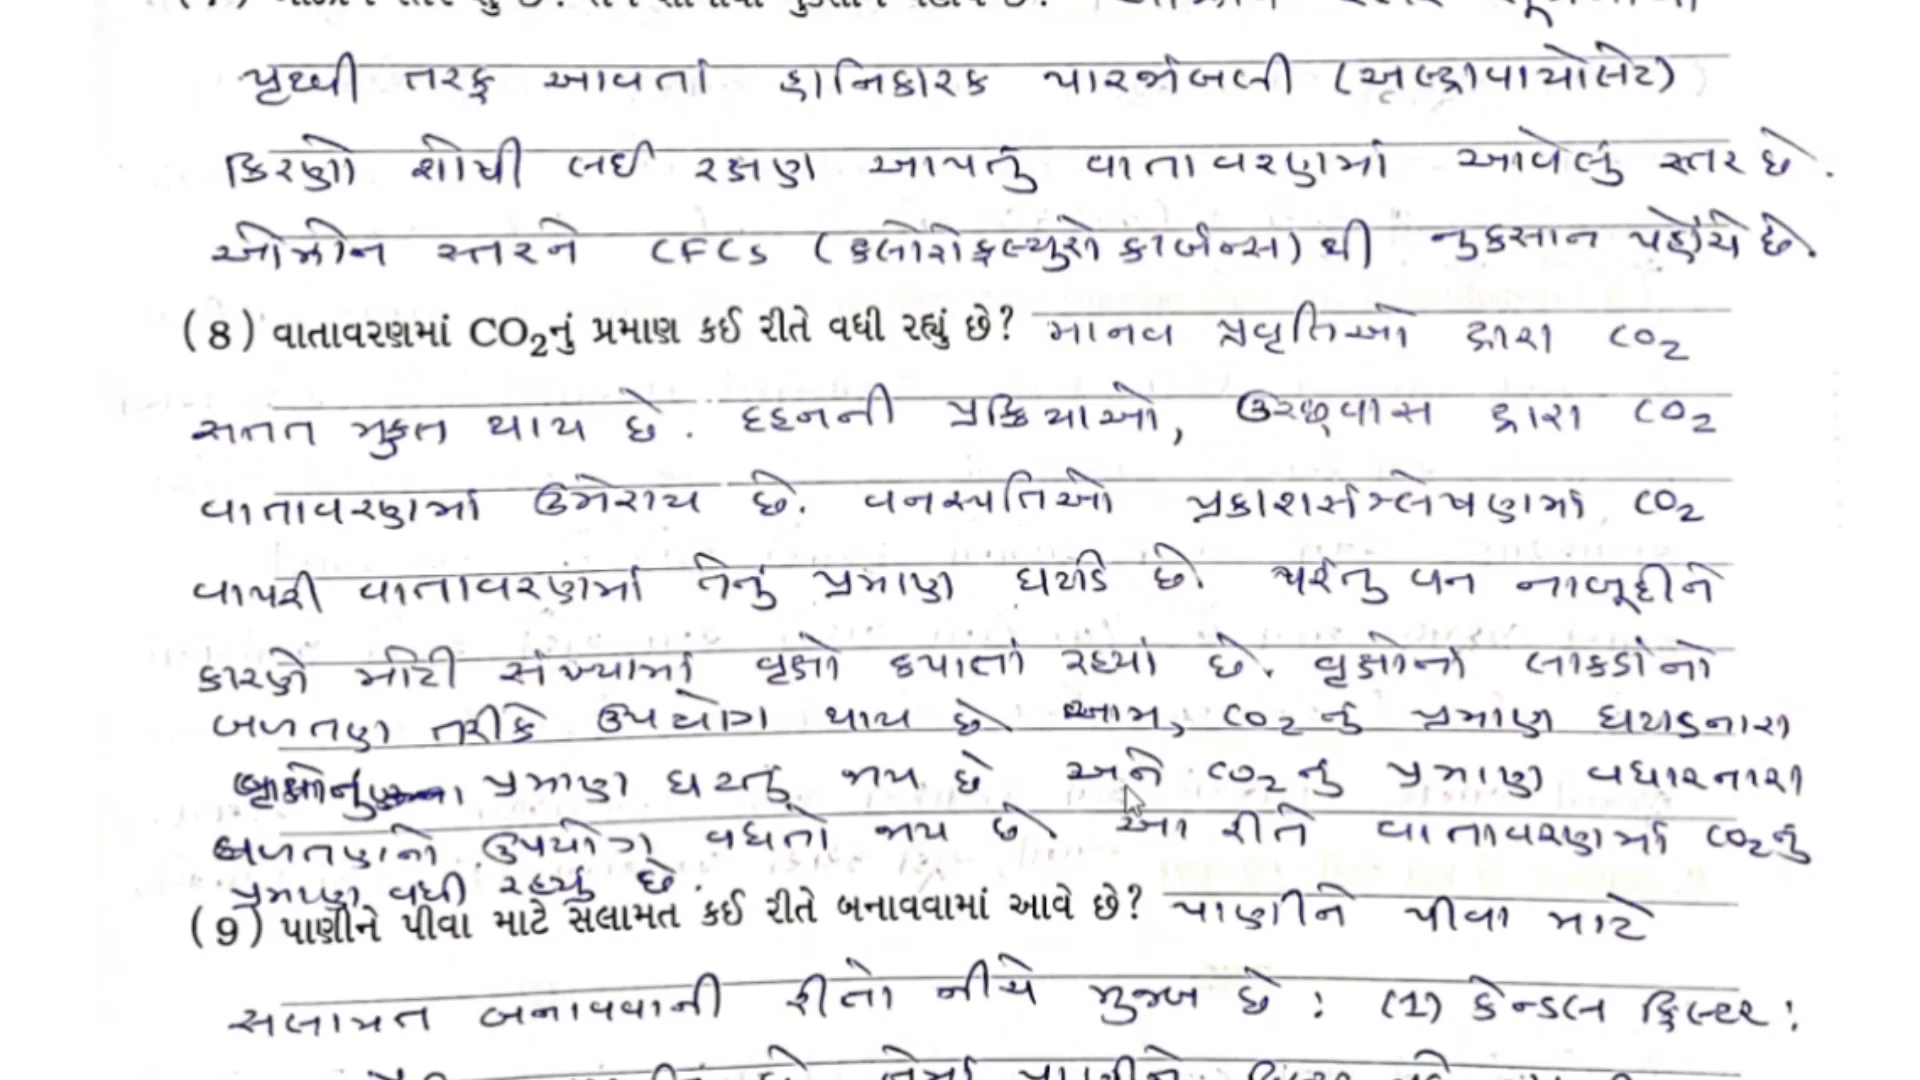 પૃથ્વી તરફ આવતાં હાનિકારક પારજાંબલી (અલ્ટ્રાવાયોલેટ)
કિરણો શોષી લઈ રક્ષણ આપતું વાતાવરણમાં આવેલું સ્તર છે.
ઓઝોન સ્તરને CFCs (ક્લોરોફ્લ્યુરો કાર્બન્સ) થી નુકસાન પહોંચે છે.
(8) વાતાવરણમાં CO₂નું પ્રમાણ કઈ રીતે વધી રહ્યું છે? માનવ પ્રવૃતિઓ દ્વારા CO₂
સતત મુક્ત થાય છે. દહનની પ્રક્રિયાઓ, ઉચ્છ્વાસ દ્વારા CO₂
વાતાવરણમાં ઉમેરાય છે. વનસ્પતિઓ પ્રકાશસંશ્લેષણમાં CO₂
વાપરી વાતાવરણમાં તેનું પ્રમાણ ઘટાડે છે. પરંતુ વન નાબૂદીને
કારણે મોટી સંખ્યામાં વૃક્ષો કપાતાં રહ્યાં છે. વૃક્ષોનાં લાકડાંનો
બળતણ તરીકે ઉપયોગ થાય છે આમ, CO₂ નું પ્રમાણ ઘટાડનારા
વૃક્ષોનું પ્રમાણ ઘટતું જાય છે અને CO₂ નું પ્રમાણ વધારનારા
બળતણનો ઉપયોગ વધતો જાય છે. આ રીતે વાતાવરણમાં CO₂નું
પ્રમાણ વધી રહ્યું છે.
(9) પાણીને પીવા માટે સલામત કઈ રીતે બનાવવામાં આવે છે? પાણીને પીવા માટે
સલામત બનાવવાની રીતો નીચે મુજબ છે : (1) કેન્ડલ ફિલ્ટર :